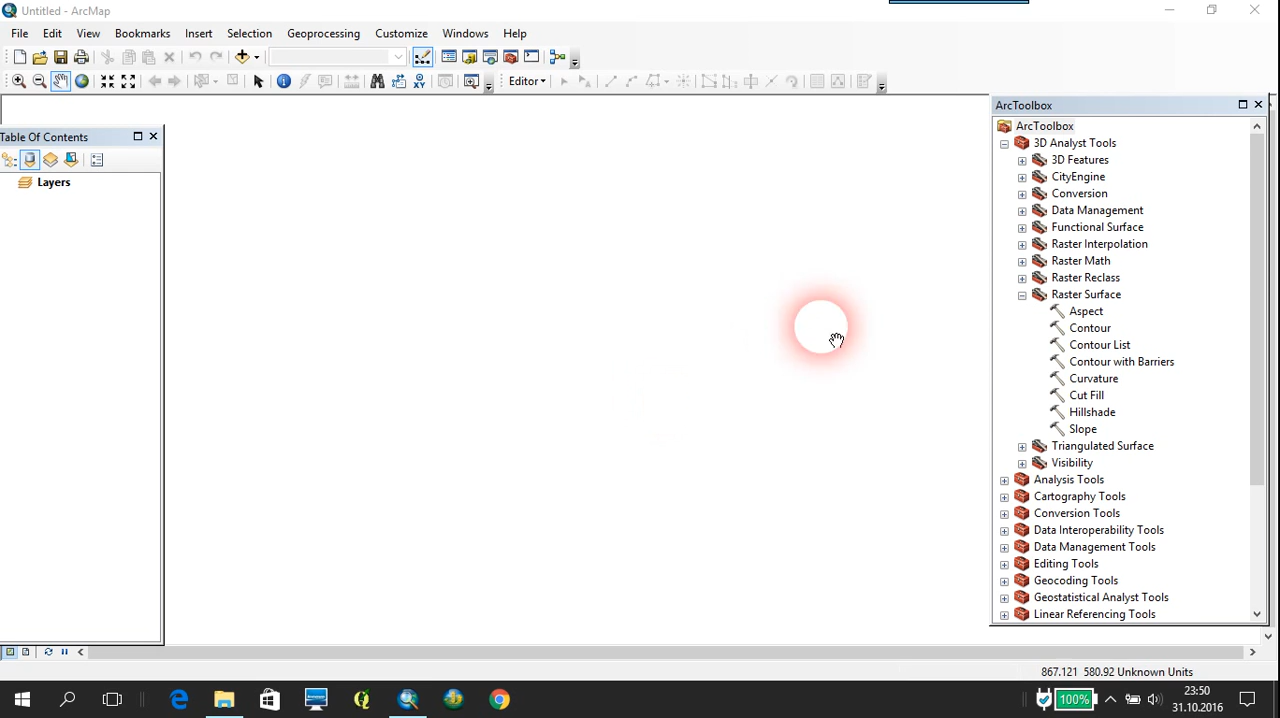 Untitled - ArcMap
File Edit View Bookmarks Insert Selection Geoprocessing Customize Windows Help
Editor
ArcToolbox
Table Of Contents
Layers
ArcToolbox
3D Analyst Tools
3D Features
CityEngine
Conversion
Data Management
Functional Surface
Raster Interpolation
Raster Math
Raster Reclass
Raster Surface
Aspect
Contour
Contour List
Contour with Barriers
Curvature
Cut Fill
Hillshade
Slope
Triangulated Surface
Visibility
Analysis Tools
Cartography Tools
Conversion Tools
Data Interoperability Tools
Data Management Tools
Editing Tools
Geocoding Tools
Geostatistical Analyst Tools
Linear Referencing Tools
867.121 580.92 Unknown Units
100%
23:50
31.10.2016